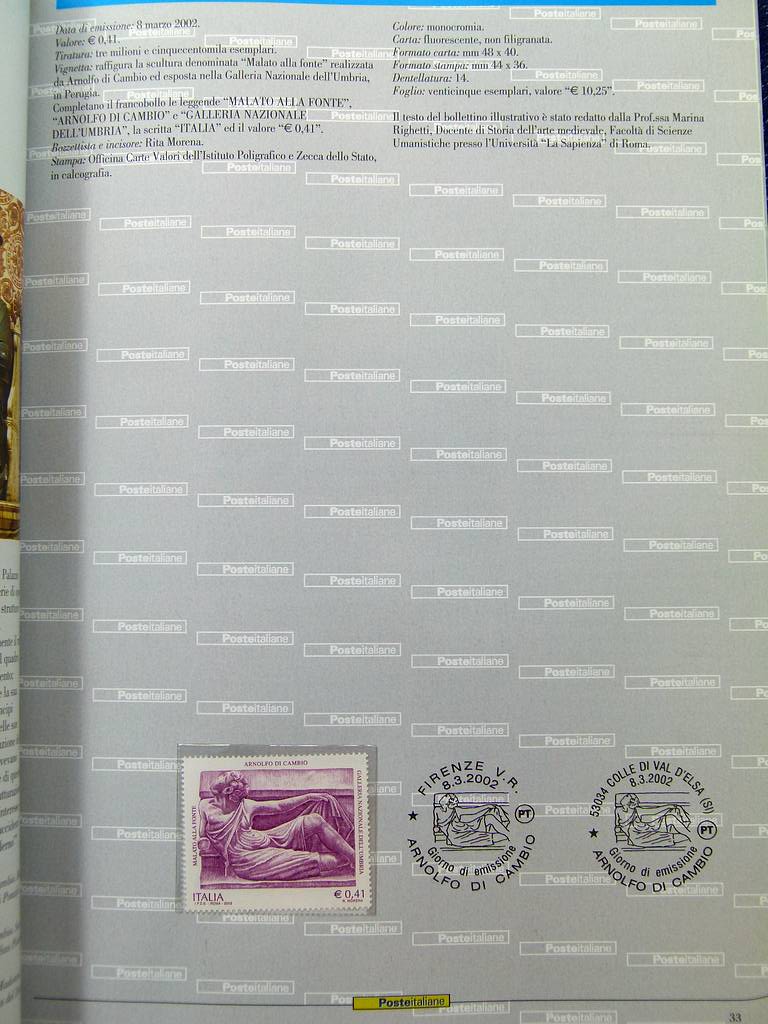 Data di emissione: 8 marzo 2002.
Valore: € 0,41.
Tiratura: tre milioni e cinquecentomila esemplari.
Vignetta: raffigura la scultura denominata “Malato alla fonte” realizzata
da Arnolfo di Cambio ed esposta nella Galleria Nazionale dell’Umbria,
in Perugia.
Completano il francobollo le leggende “MALATO ALLA FONTE”,
“ARNOLFO DI CAMBIO” e “GALLERIA NAZIONALE
DELL’UMBRIA”, la scritta “ITALIA” ed il valore “€ 0,41”.
Bozzettista e incisore: Rita Morena.
Stampa: Officina Carte Valori dell’Istituto Poligrafico e Zecca dello Stato,
in calcografia.
Colore: monocromia.
Carta: fluorescente, non filigranata.
Formato carta: mm 48 x 40.
Formato stampa: mm 44 x 36.
Dentellatura: 14.
Foglio: venticinque esemplari, valore “€ 10,25”.
Il testo del bollettino illustrativo è stato redatto dalla Prof.ssa Marina
Righetti, Docente di Storia dell’arte medievale, Facoltà di Scienze
Umanistiche presso l’Università “La Sapienza” di Roma.
ARNOLFO DI CAMBIO
MALATO ALLA FONTE
GALLERIA NAZIONALE DELL'UMBRIA
ITALIA
€ 0,41
I.P.Z.S. - ROMA - 2002
R. MORENA
FIRENZE V.R.
8.3.2002
PT
Giorno di emissione
ARNOLFO DI CAMBIO
53034 COLLE DI VAL D'ELSA (SI)
8.3.2002
PT
Giorno di emissione
ARNOLFO DI CAMBIO
Posteitaliane
33